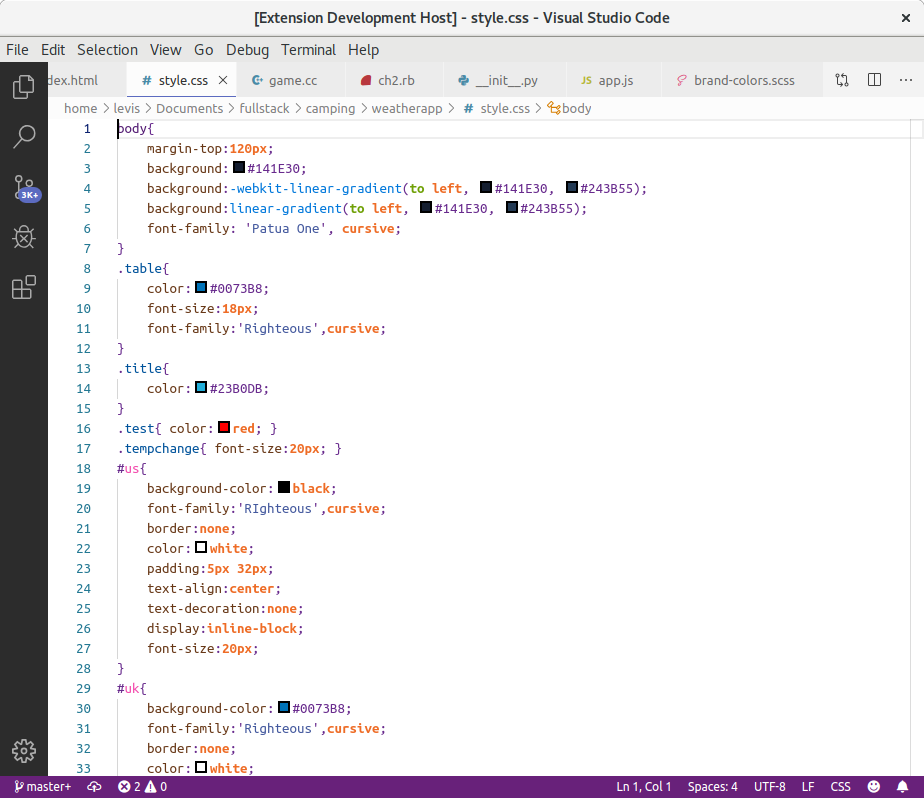 [Extension Development Host] - style.css - Visual Studio Code
File Edit Selection View Go Debug Terminal Help
dex.html style.css game.cc ch2.rb __init__.py JS app.js brand-colors.scss
home > levis > Documents > fullstack > camping > weatherapp > # style.css > body
3K+
1 body{
2 margin-top:120px;
3 background:#141E30;
4 background:-webkit-linear-gradient(to left, #141E30, #243B55);
5 background:linear-gradient(to left, #141E30, #243B55);
6 font-family: 'Patua One', cursive;
7 }
8 .table{
9 color:#0073B8;
10 font-size:18px;
11 font-family:'Righteous',cursive;
12 }
13 .title{
14 color:#23B0DB;
15 }
16 .test{ color:red; }
17 .tempchange{ font-size:20px; }
18 #us{
19 background-color:black;
20 font-family:'RIghteous',cursive;
21 border:none;
22 color:white;
23 padding:5px 32px;
24 text-align:center;
25 text-decoration:none;
26 display:inline-block;
27 font-size:20px;
28 }
29 #uk{
30 background-color:#0073B8;
31 font-family:'Righteous',cursive;
32 border:none;
33 color:white;
master+ 2 0 Ln 1, Col 1 Spaces: 4 UTF-8 LF CSS